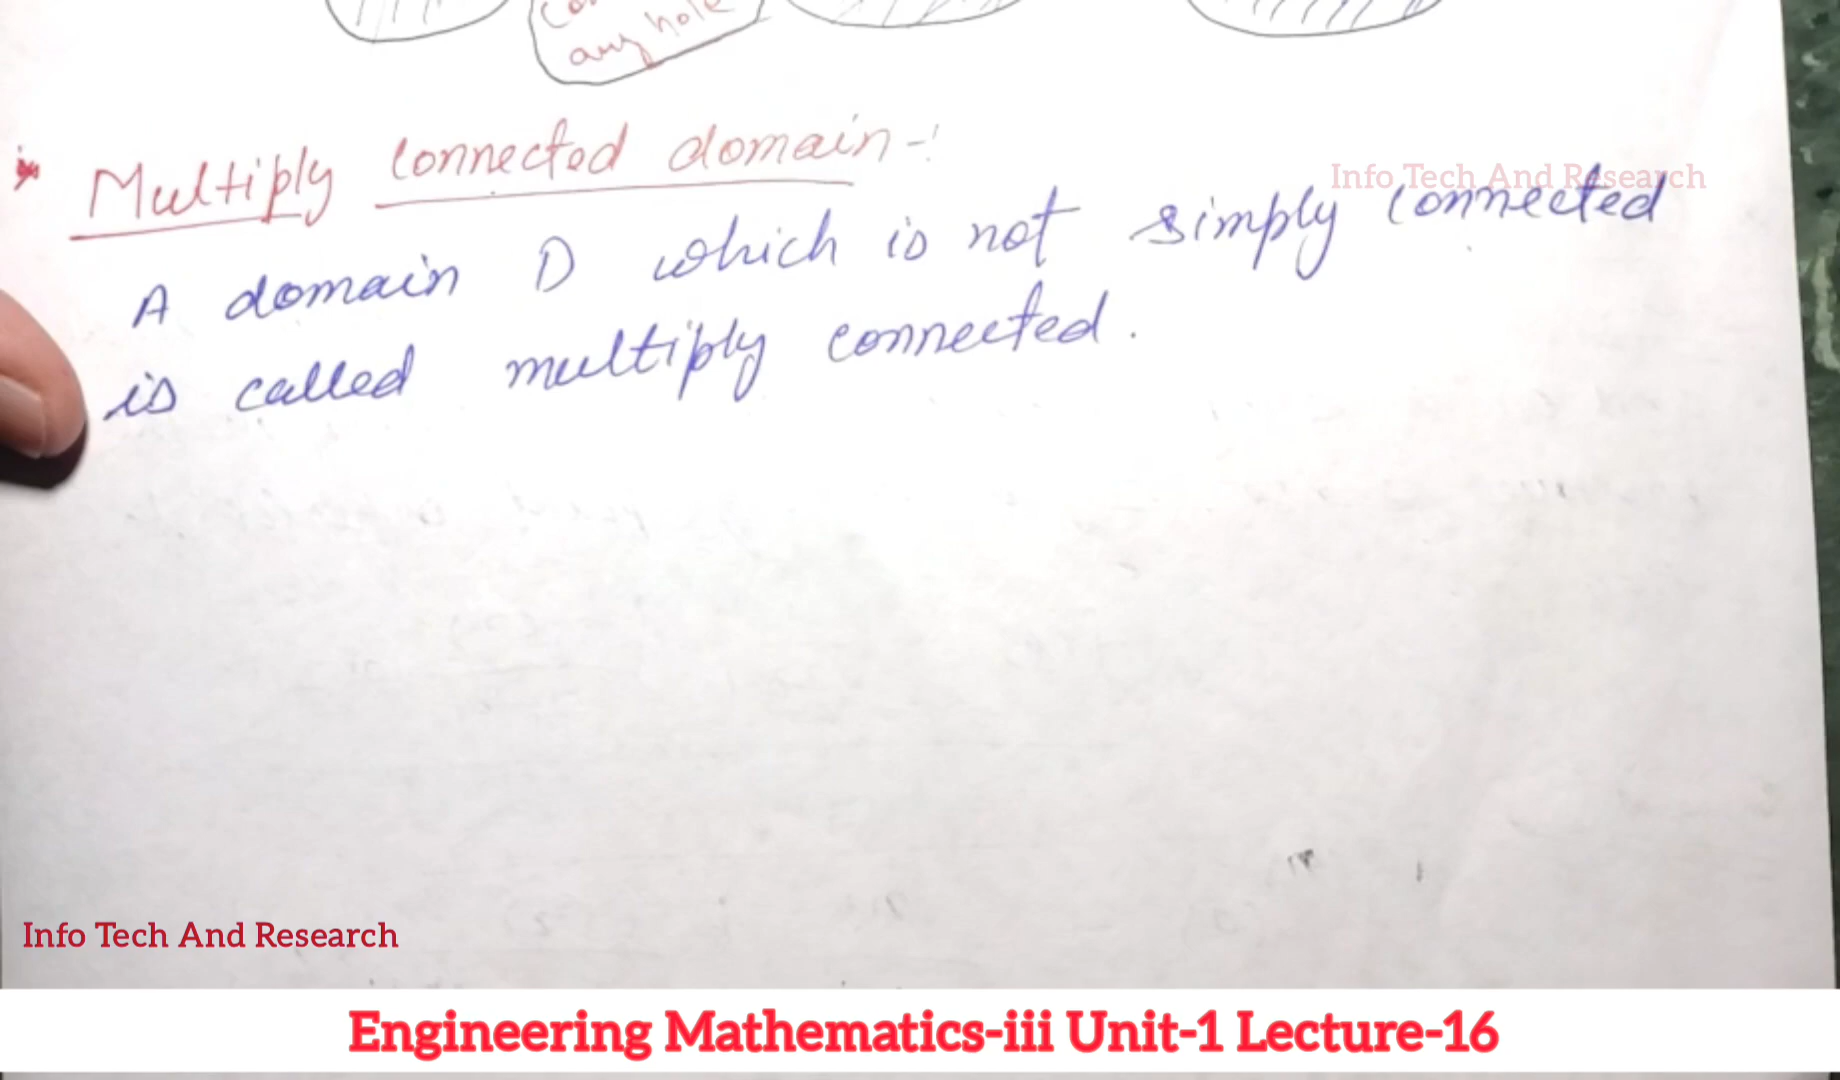 any hole
* Multiply connected domain -:
Info Tech And Research
A domain D which is not simply connected
is called multiply connected.
Info Tech And Research
Engineering Mathematics-iii Unit-1 Lecture-16